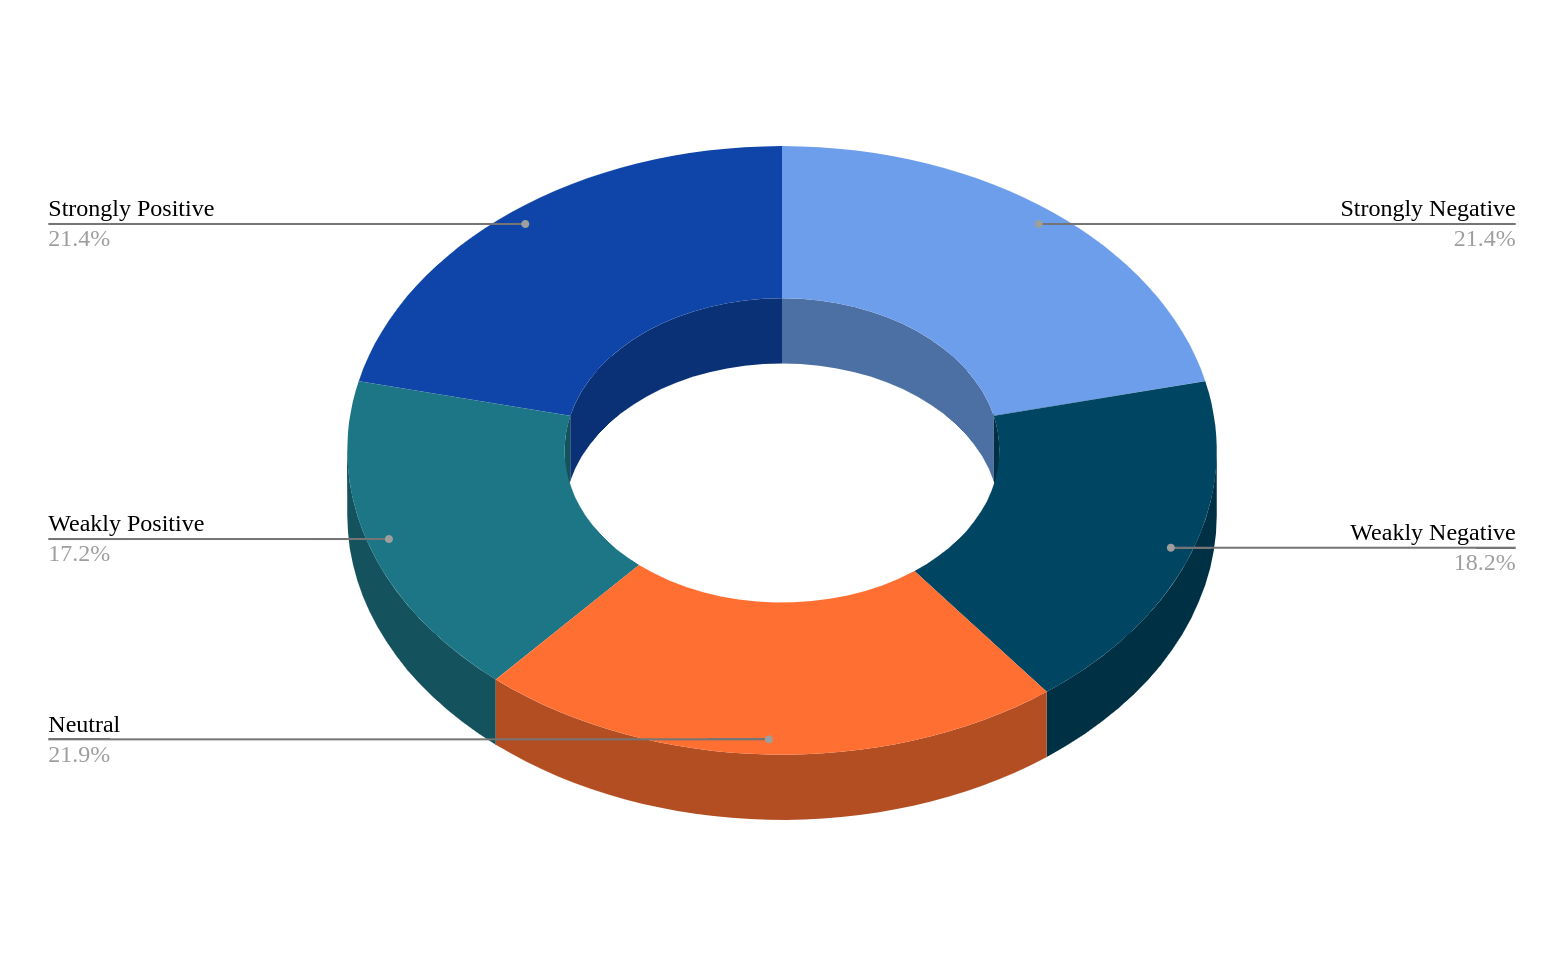 Strongly Positive
21.4%
Strongly Negative
21.4%
Weakly Positive
17.2%
Weakly Negative
18.2%
Neutral
21.9%